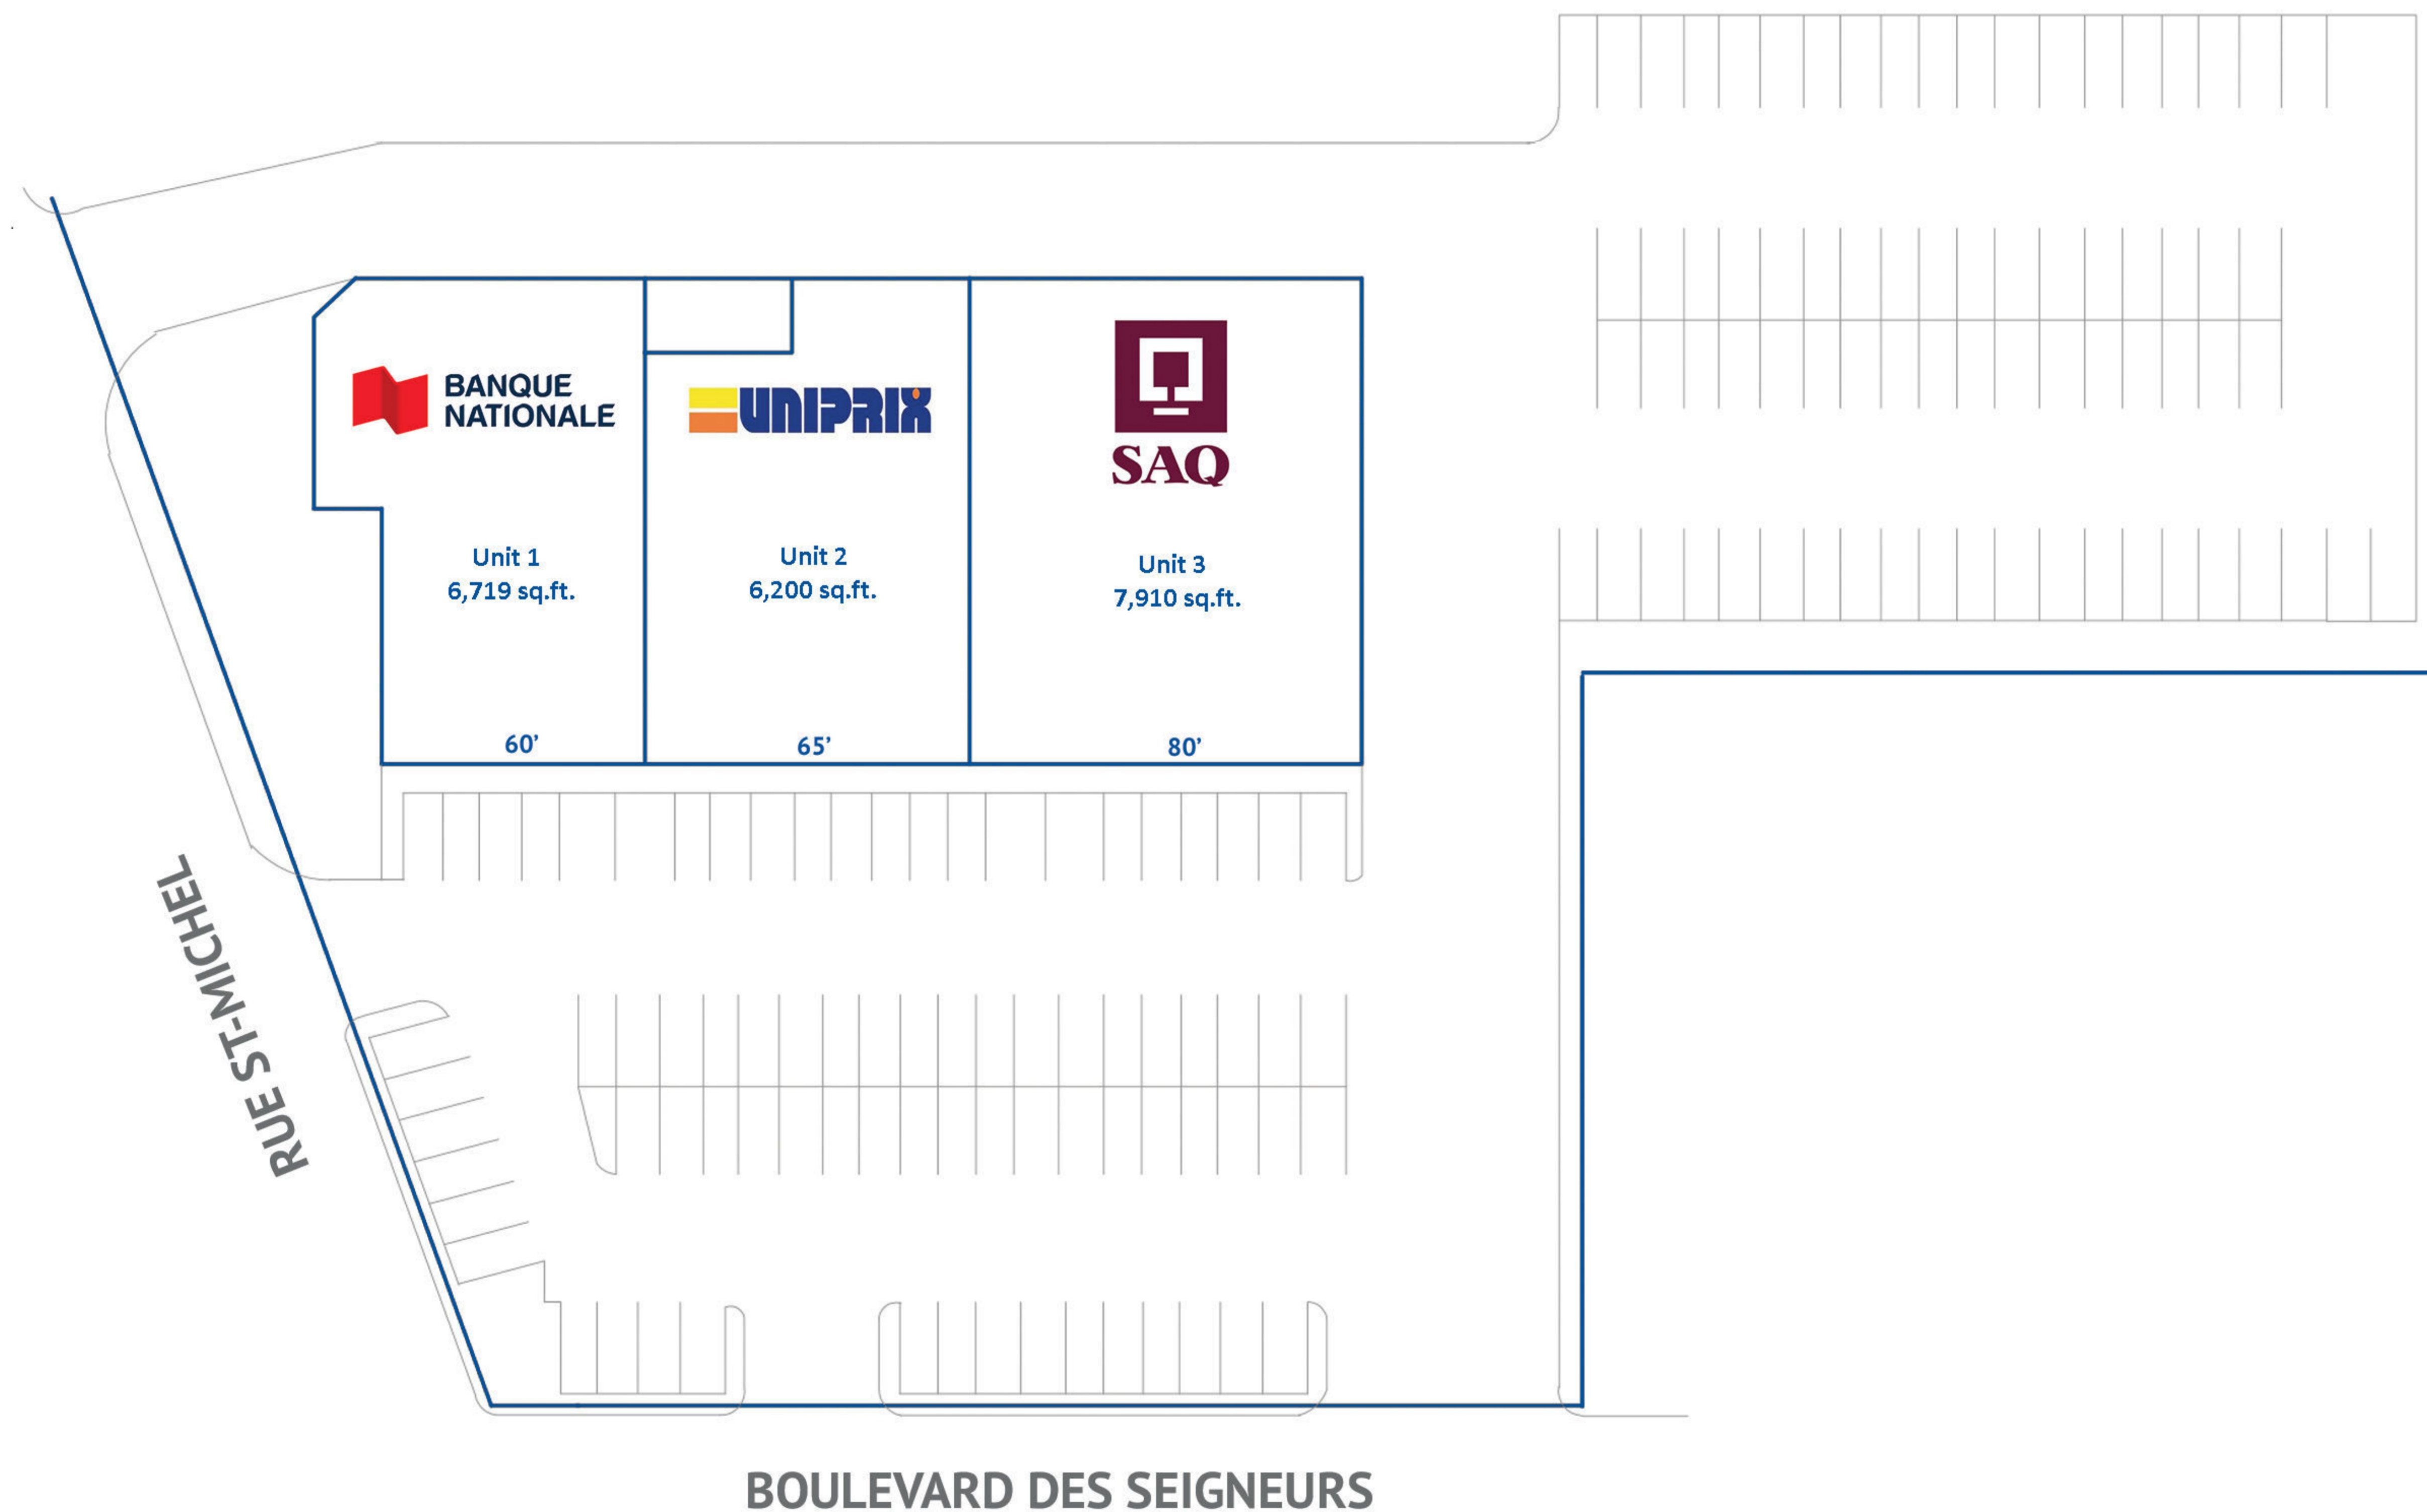 BANQUE
NATIONALE
UNIPRIX
SAQ
Unit 1
6,719 sq.ft.
Unit 2
6,200 sq.ft.
Unit 3
7,910 sq.ft.
60’
65’
80’
RUE ST-MICHEL
BOULEVARD DES SEIGNEURS